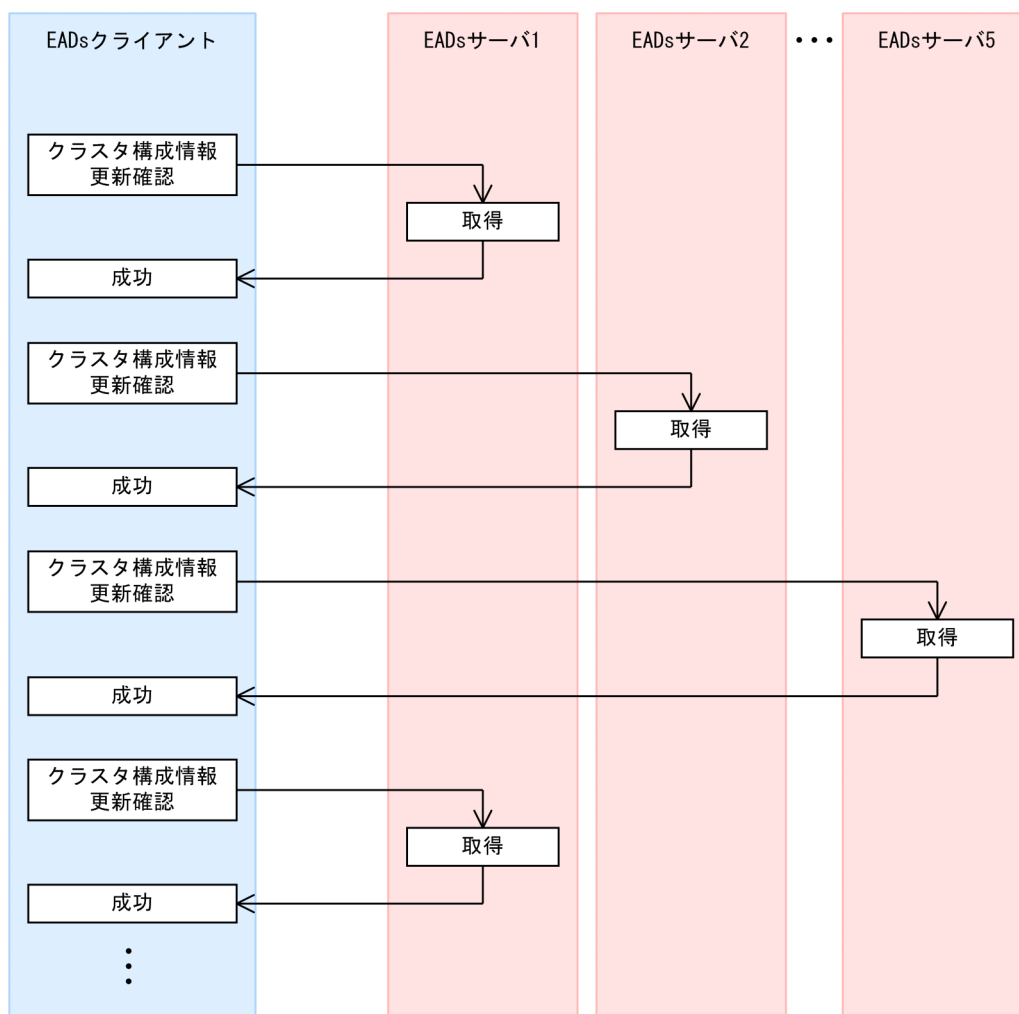 EADsクライアント
EADsサーバ1
EADsサーバ2
・・・
EADsサーバ5
クラスタ構成情報
更新確認
取得
成功
クラスタ構成情報
更新確認
取得
成功
クラスタ構成情報
更新確認
取得
成功
クラスタ構成情報
更新確認
取得
成功